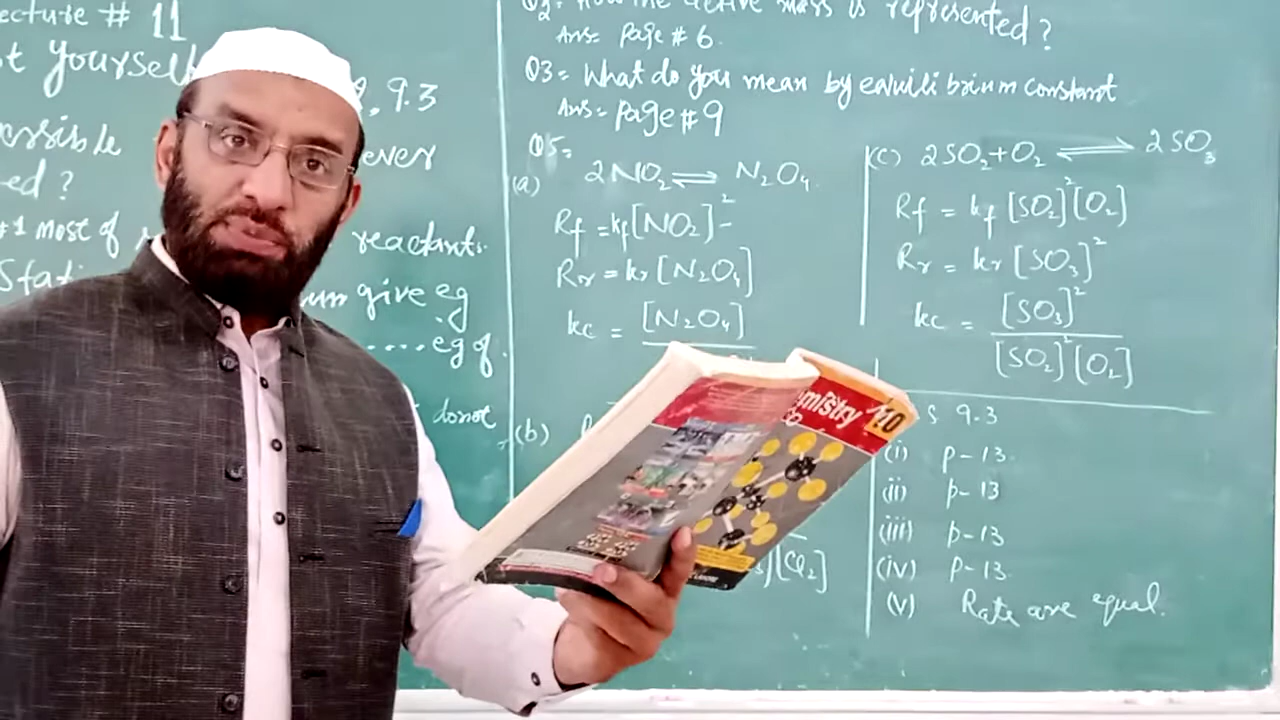 ecture # 11
t yourself
, 9.3
ersible
ever
ed ?
#1 most of
reactants.
give eg
.... eg of.
donot
Q2= How the active mass is represented ?
Ans= Page # 6.
Q3= What do you mean by equilibrium constant
Ans= Page # 9
Q5=
(a) 2NO₂ ⇌ N₂O₄.
Rf = kf[NO₂]²
Rr = kr[N₂O₄]
kc = [N₂O₄]
(b)
][Cl₂]
(c) 2SO₂+O₂ ⇌ 2SO₃
Rf = kf [SO₂]²[O₂]
Rr = kr [SO₃]²
kc = [SO₃]²
[SO₂]²[O₂]
S 9.3
(i) p-13.
(ii) p-13
(iii) p-13
(iv) p-13.
(v) Rate are equal.
mistry 10